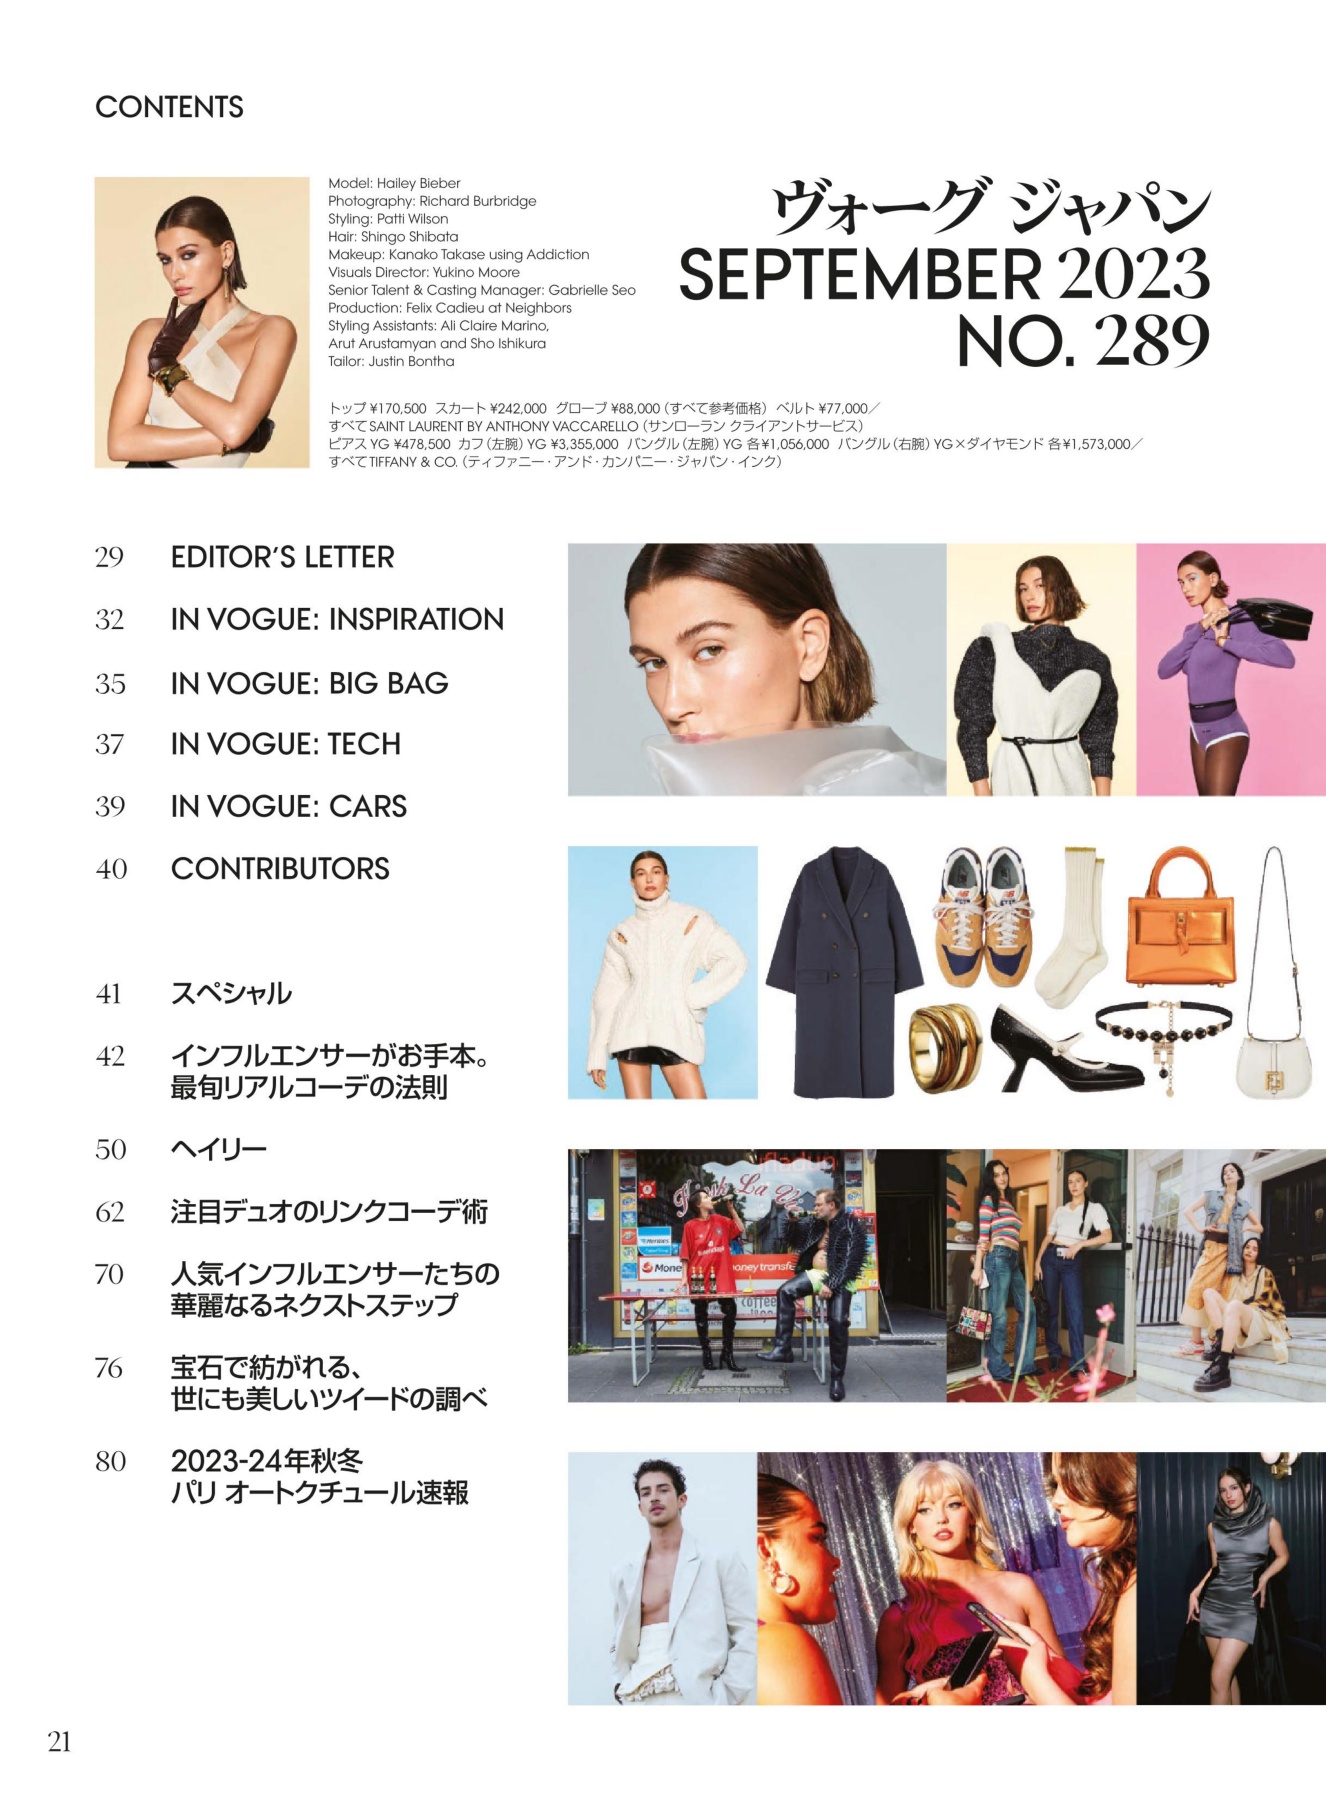 CONTENTS
Model: Hailey Bieber
Photography: Richard Burbridge
Styling: Patti Wilson
Hair: Shingo Shibata
Makeup: Kanako Takase using Addiction
Visuals Director: Yukino Moore
Senior Talent & Casting Manager: Gabrielle Seo
Production: Felix Cadieu at Neighbors
Styling Assistants: Ali Claire Marino,
Arut Arustamyan and Sho Ishikura
Tailor: Justin Bontha
ヴォーグ ジャパン
SEPTEMBER 2023
NO. 289
トップ ¥170,500 スカート ¥242,000 グローブ ¥88,000（すべて参考価格） ベルト ¥77,000／
すべて SAINT LAURENT BY ANTHONY VACCARELLO（サンローラン クライアントサービス）
ピアス YG ¥478,500 カフ（左腕）YG ¥3,355,000 バングル（左腕）YG 各¥1,056,000 バングル（右腕）YG×ダイヤモンド 各¥1,573,000／
すべて TIFFANY & CO.（ティファニー・アンド・カンパニー・ジャパン・インク）
29 EDITOR'S LETTER
32 IN VOGUE: INSPIRATION
35 IN VOGUE: BIG BAG
37 IN VOGUE: TECH
39 IN VOGUE: CARS
40 CONTRIBUTORS
41 スペシャル
42 インフルエンサーがお手本。
最旬リアルコーデの法則
50 ヘイリー
62 注目デュオのリンクコーデ術
70 人気インフルエンサーたちの
華麗なるネクストステップ
76 宝石で紡がれる、
世にも美しいツイードの調べ
80 2023-24年秋冬
パリ オートクチュール速報
21